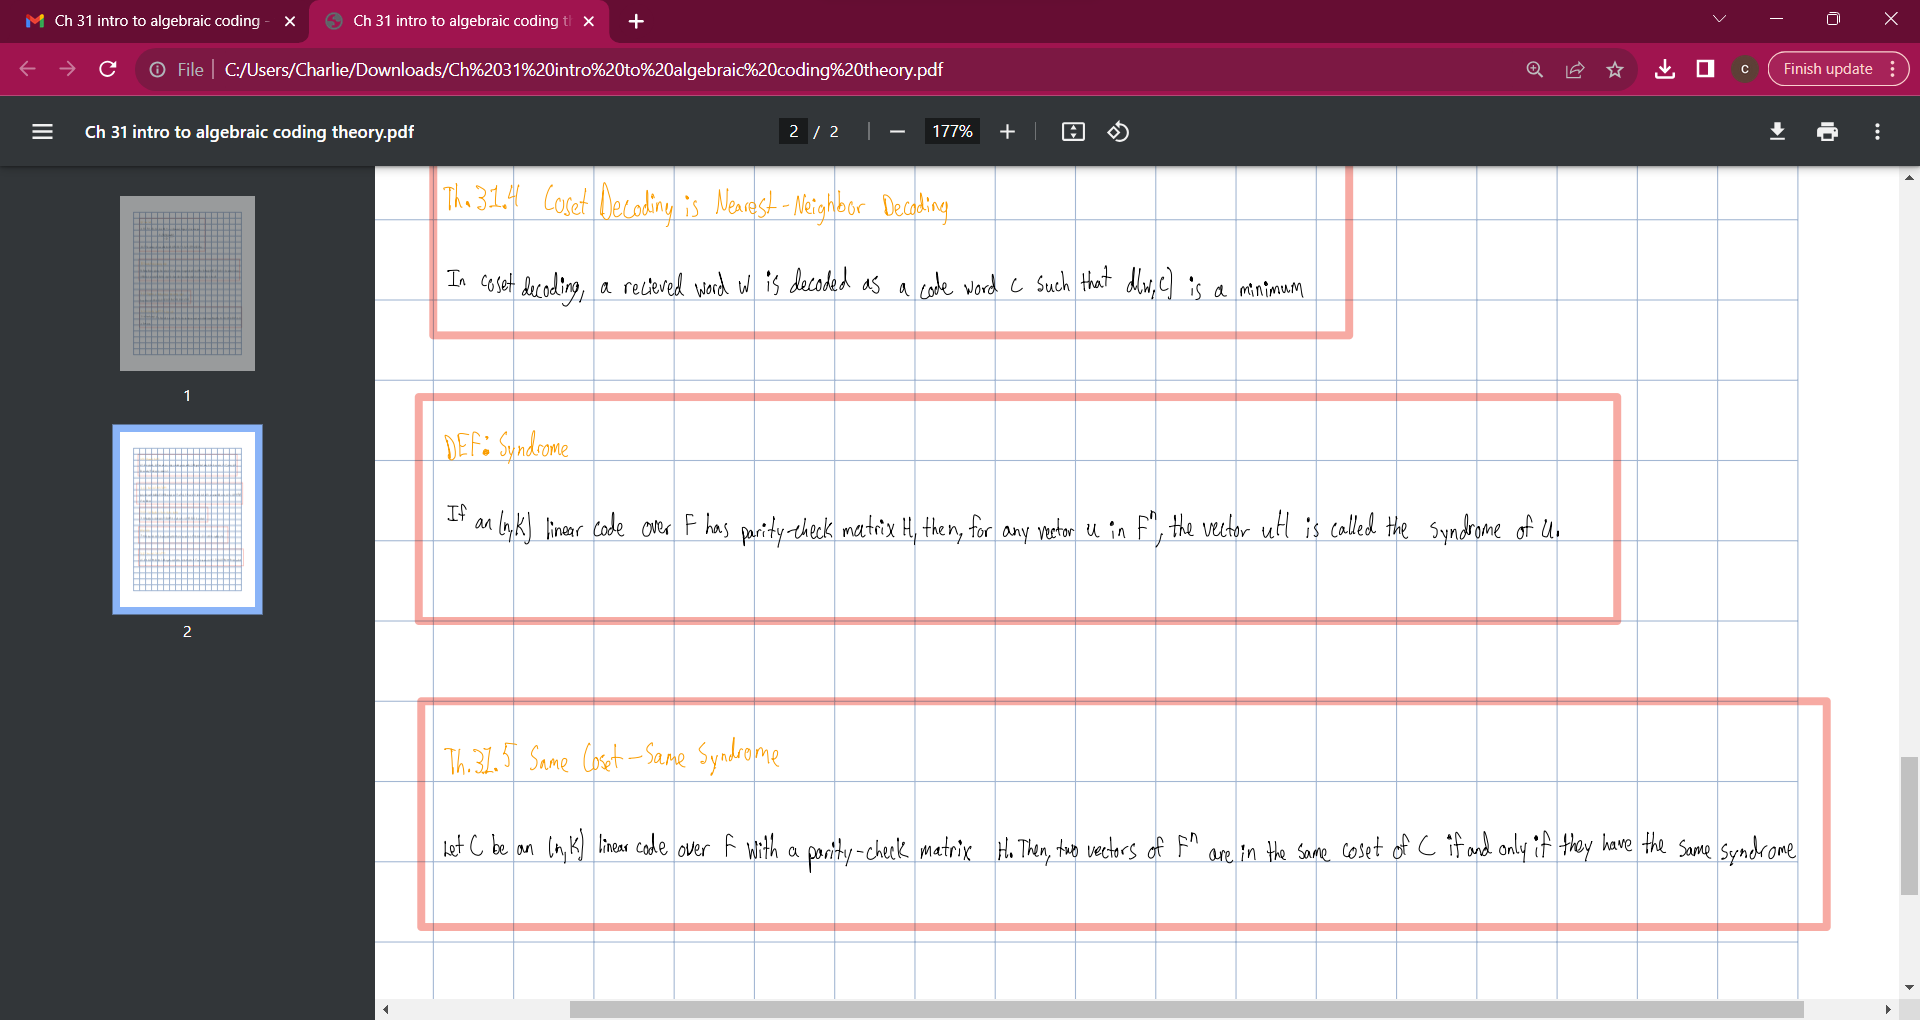 Ch 31 intro to algebraic coding -
Ch 31 intro to algebraic coding t
File
C:/Users/Charlie/Downloads/Ch%2031%20intro%20to%20algebraic%20coding%20theory.pdf
C
Finish update
Ch 31 intro to algebraic coding theory.pdf
2 / 2
177%
1
2
Th.31.4 Coset Decoding is Nearest-Neighbor Decoding
In coset decoding, a recieved word w is decoded as a code word c such that d(w,c) is a minimum
DEF: Syndrome
If an (n,k) linear code over F has parity-check matrix H, then, for any vector u in Fⁿ, the vector uH is called the syndrome of u.
Th.31.5 Same Coset-Same Syndrome
Let C be an (n,k) linear code over F with a parity-check matrix H. Then, two vectors of Fⁿ are in the same coset of C if and only if they have the same syndrome